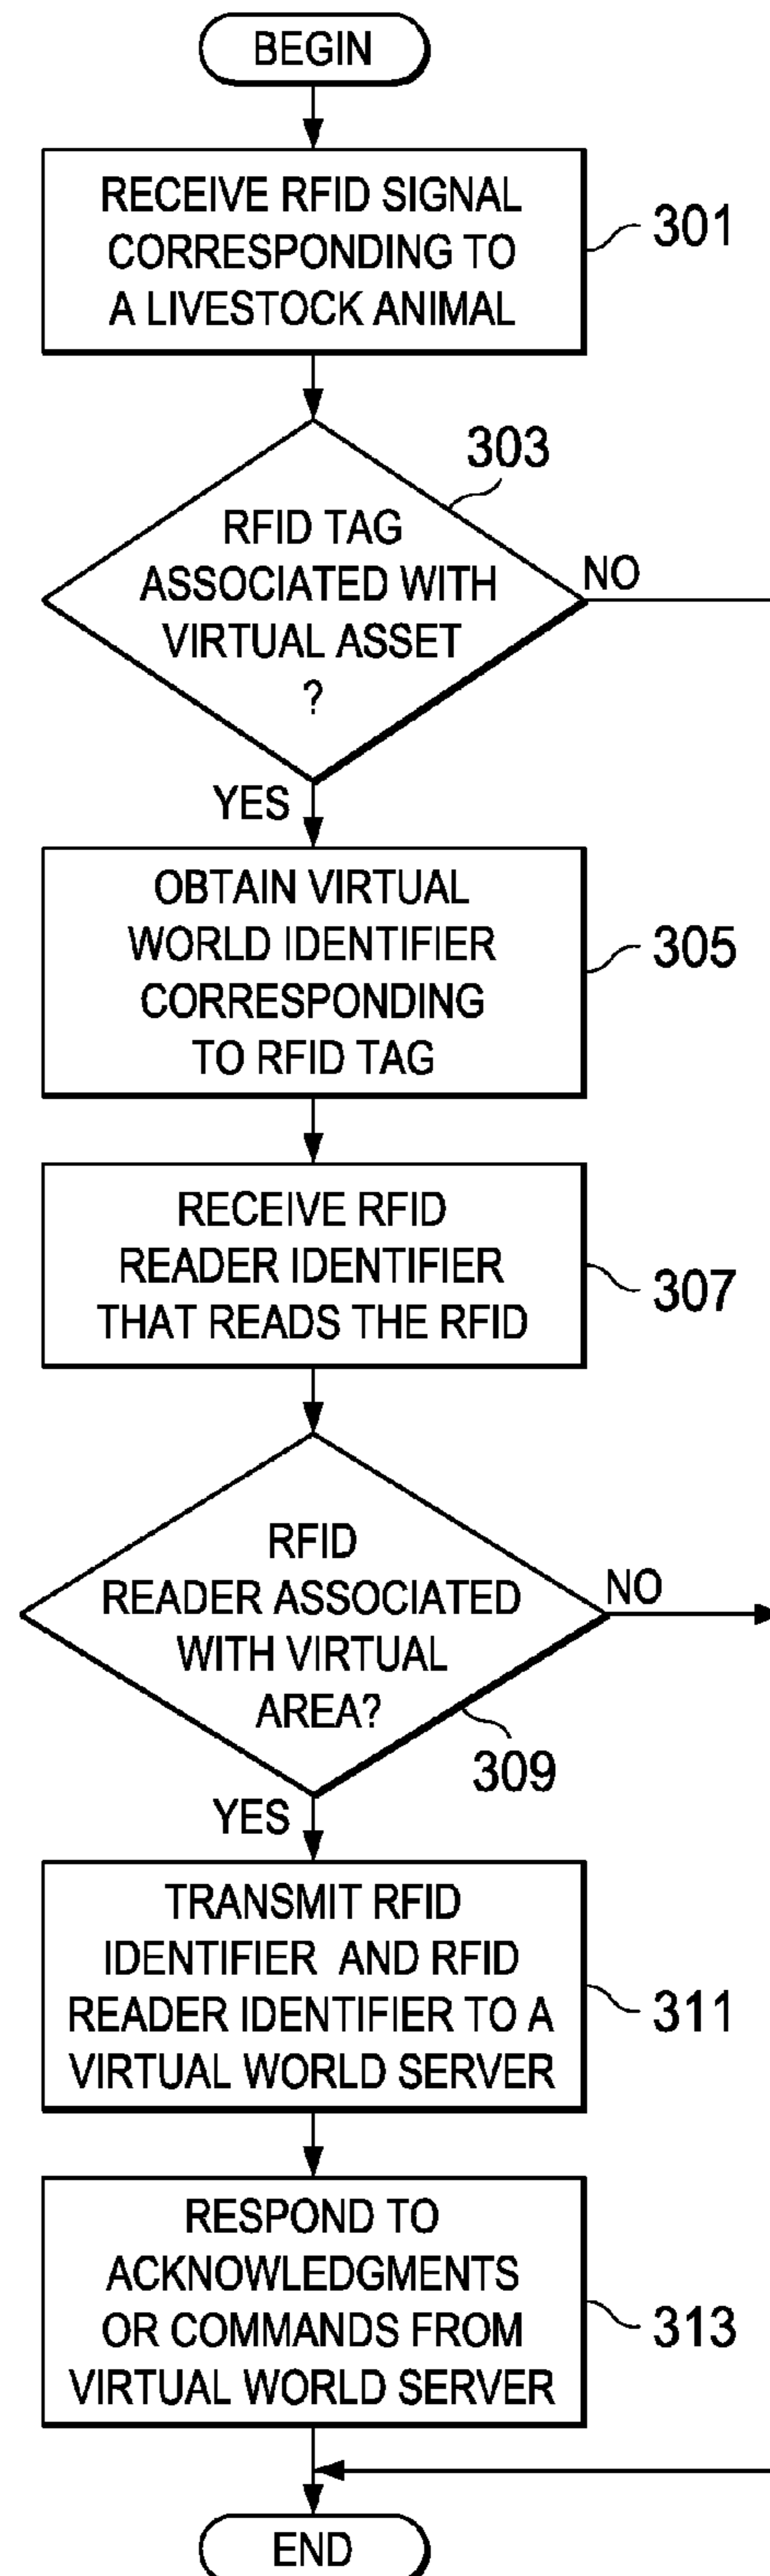 BEGIN
RECEIVE RFID SIGNAL
CORRESPONDING TO
A LIVESTOCK ANIMAL
301
303
RFID TAG
ASSOCIATED WITH
VIRTUAL ASSET
?
NO
YES
OBTAIN VIRTUAL
WORLD IDENTIFIER
CORRESPONDING
TO RFID TAG
305
RECEIVE RFID
READER IDENTIFIER
THAT READS THE RFID
307
RFID
READER ASSOCIATED
WITH VIRTUAL
AREA?
NO
309
YES
TRANSMIT RFID
IDENTIFIER AND RFID
READER IDENTIFIER TO A
VIRTUAL WORLD SERVER
311
RESPOND TO
ACKNOWLEDGMENTS
OR COMMANDS FROM
VIRTUAL WORLD SERVER
313
END